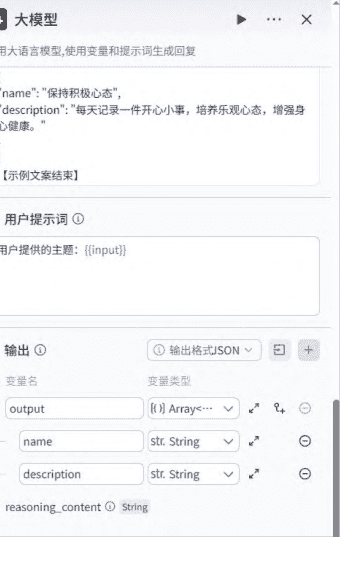 大模型
用大语言模型,使用变量和提示词生成回复
"name": "保持积极心态",
"description": "每天记录一件开心小事，培养乐观心态，增强身
心健康。"
【示例文案结束】
用户提示词
用户提供的主题：{{input}}
输出
输出格式JSON
变量名 变量类型
output [{}] Array<···
name str. String
description str. String
reasoning_content String